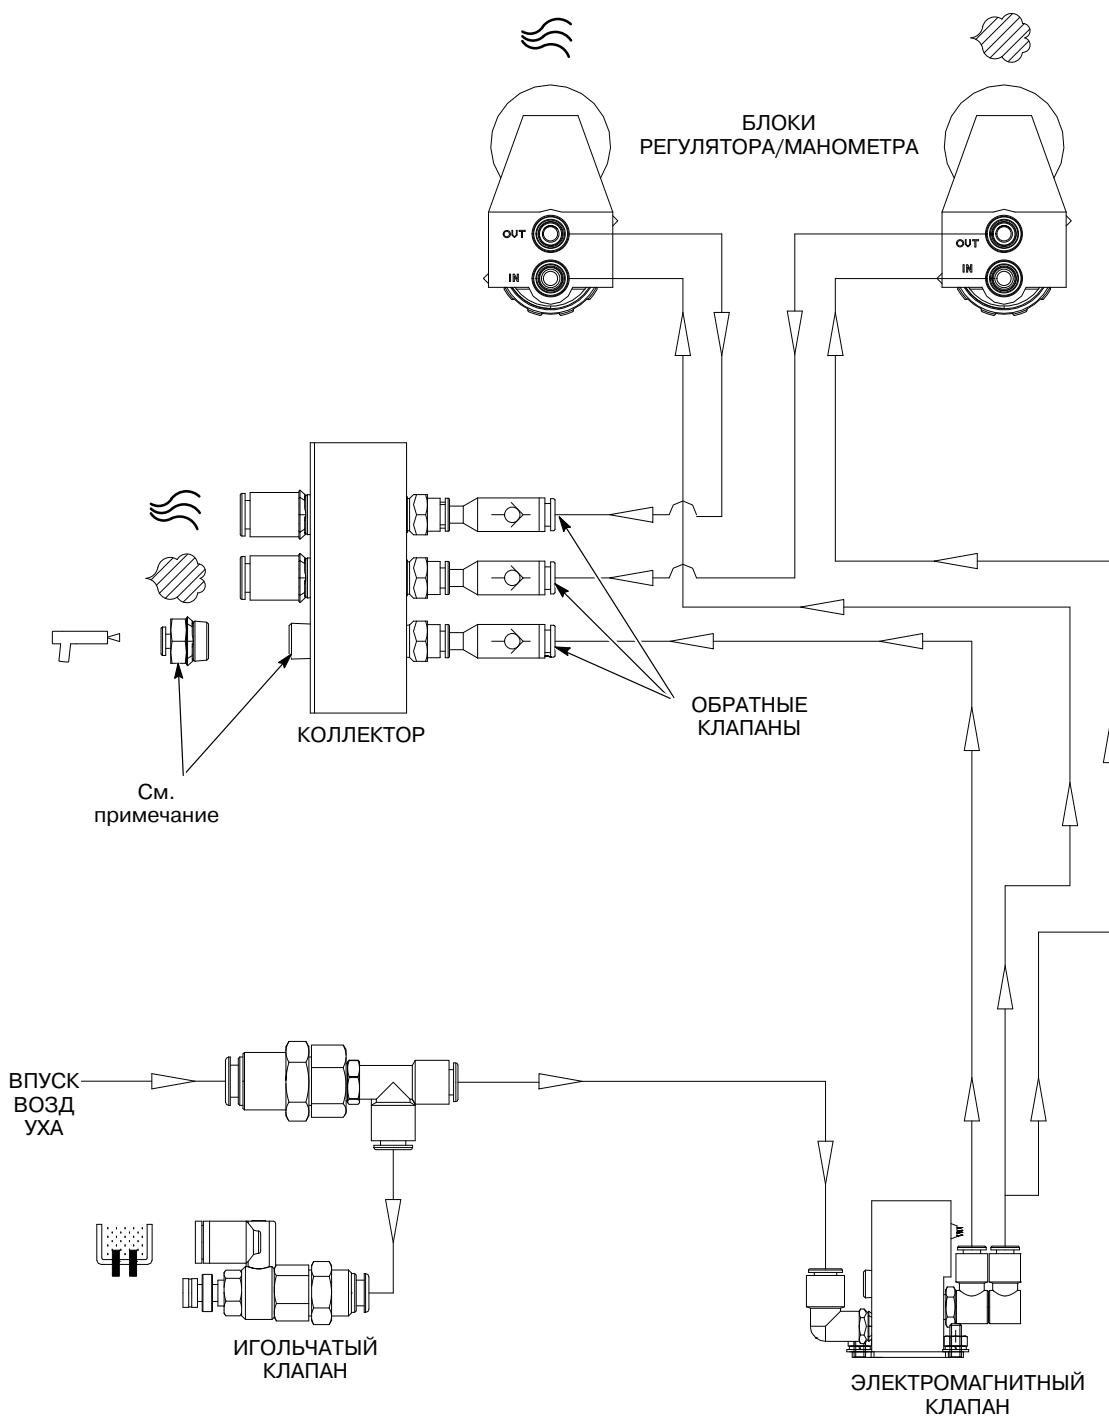 БЛОКИ
РЕГУЛЯТОРА/МАНОМЕТРА
OUT
IN
OUT
IN
ОБРАТНЫЕ
КЛАПАНЫ
КОЛЛЕКТОР
См.
примечание
ВПУСК
ВОЗД
УХА
ИГОЛЬЧАТЫЙ
КЛАПАН
ЭЛЕКТРОМАГНИТНЫЙ
КЛАПАН